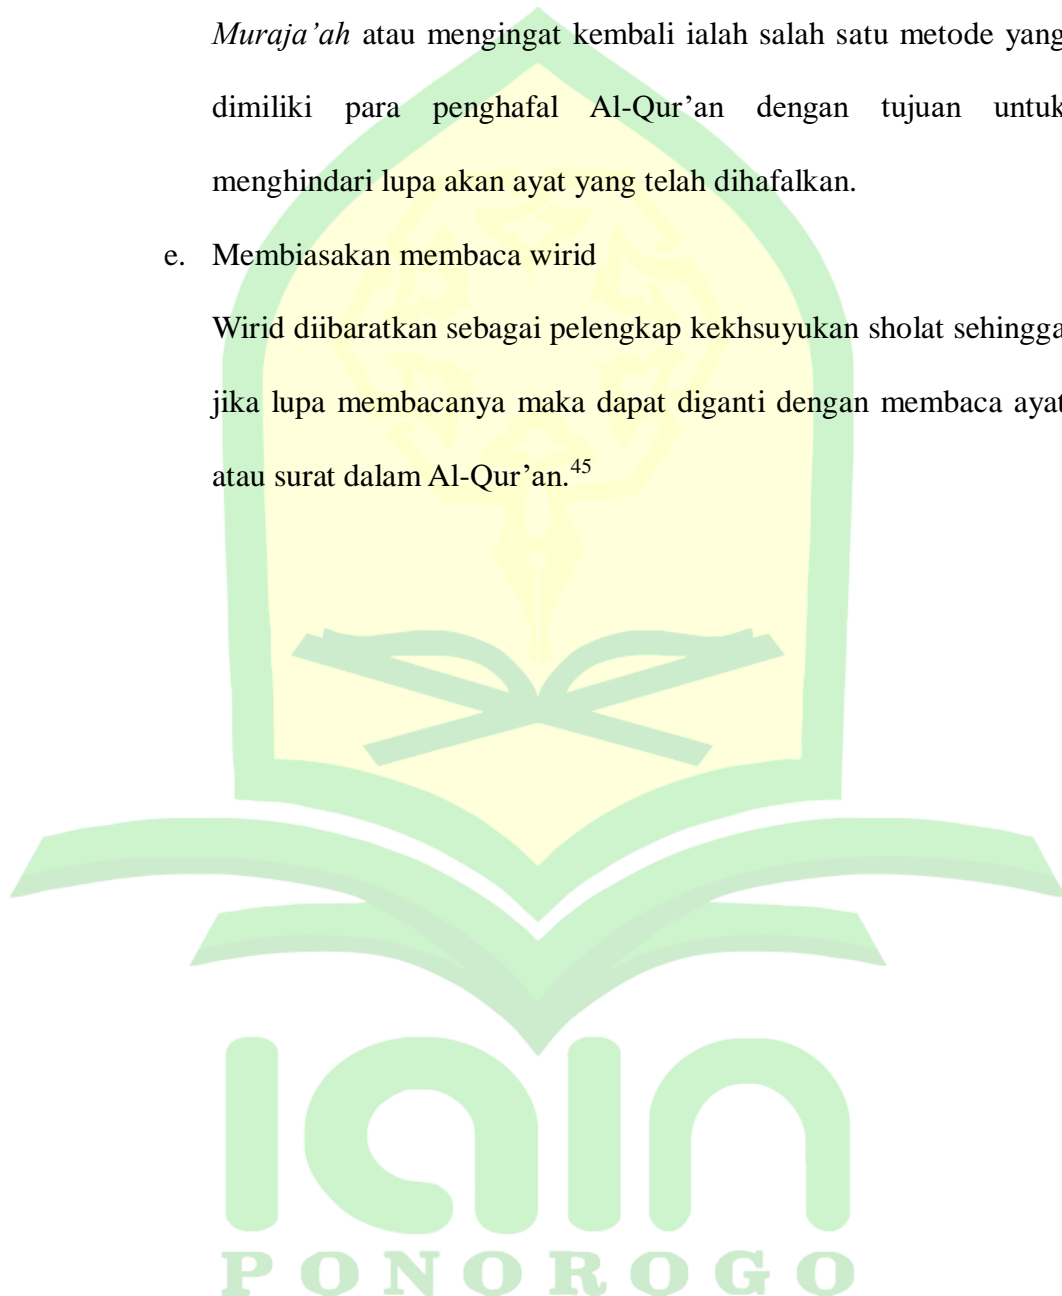 Muraja’ah atau mengingat kembali ialah salah satu metode yang
dimiliki para penghafal Al-Qur’an dengan tujuan untuk
menghindari lupa akan ayat yang telah dihafalkan.
e. Membiasakan membaca wirid
Wirid diibaratkan sebagai pelengkap kekhsuyukan sholat sehingga
jika lupa membacanya maka dapat diganti dengan membaca ayat
atau surat dalam Al-Qur’an.45
iain
PONOROGO